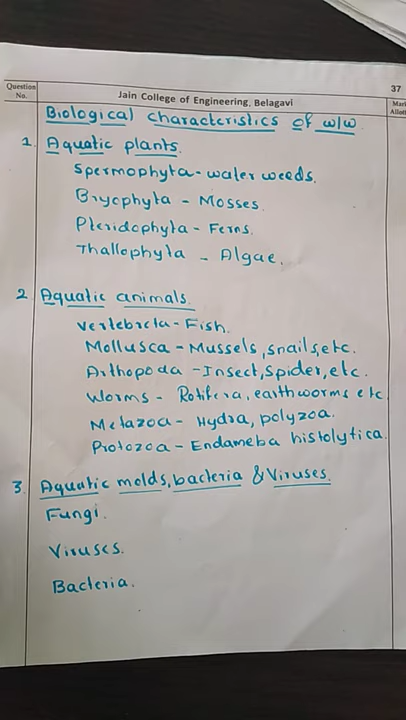 Question No.
Jain College of Engineering, Belagavi
37
Biological characteristics of w/w
1. Aquatic plants.
Spermophyta - water weeds.
Bryophyta - Mosses.
Pteridophyta - Ferns.
Thallophyta - Algae.
2 Aquatic animals.
Vertebrata - Fish.
Mollusca - Mussels, snails, etc.
Arthopoda - Insect, Spider, etc.
Worms - Rotifera, earthworms etc
Metazoa - Hydra, polyzoa.
Protozoa - Endameba histolytica.
3. Aquatic molds, bacteria & Viruses.
Fungi.
Viruses.
Bacteria.